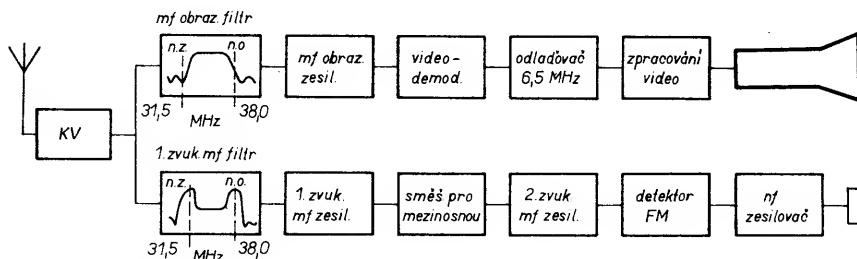 mf obraz. filtr
n.z.
n.o
31,5
MHz
38,0
mf obraz.
zesil.
video-
demod.
odlaďovač
6,5 MHz
zpracování
video
KV
1. zvuk. mf filtr
n.z.
n.o.
31,5
MHz
38,0
1. zvuk.
mf zesil.
směš pro
mezinosnou
2. zvuk
mf zesil.
detektor
FM
nf
zesilovač